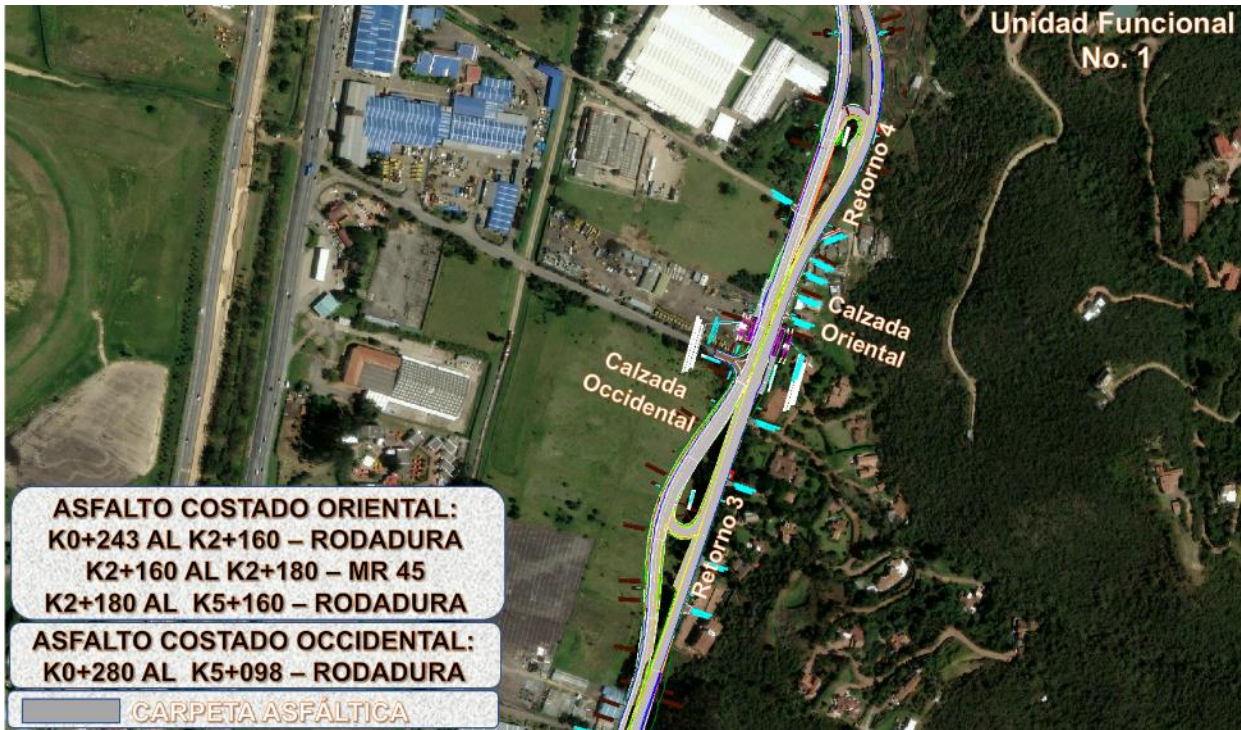 Unidad Funcional
No. 1
Retorno 4
Calzada
Oriental
Calzada
Occidental
Retorno 3
ASFALTO COSTADO ORIENTAL:
K0+243 AL K2+160 – RODADURA
K2+160 AL K2+180 – MR 45
K2+180 AL K5+160 – RODADURA
ASFALTO COSTADO OCCIDENTAL:
K0+280 AL K5+098 – RODADURA
CARPETA ASFÁLTICA